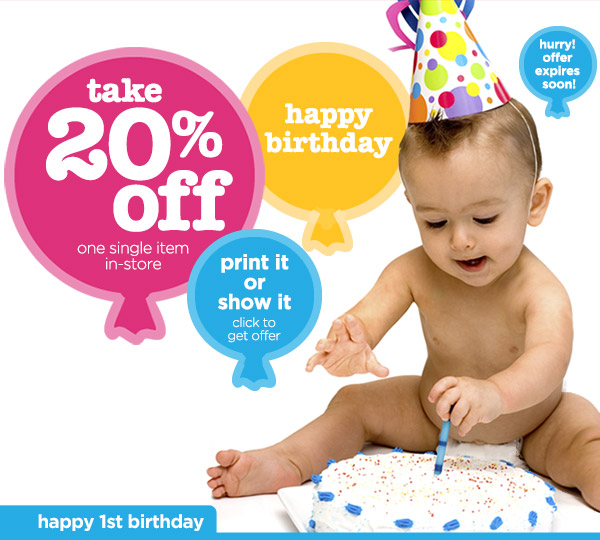 take
20%
off
one single item
in-store
happy
birthday
print it
or
show it
click to
get offer
hurry!
offer
expires
soon!
happy 1st birthday